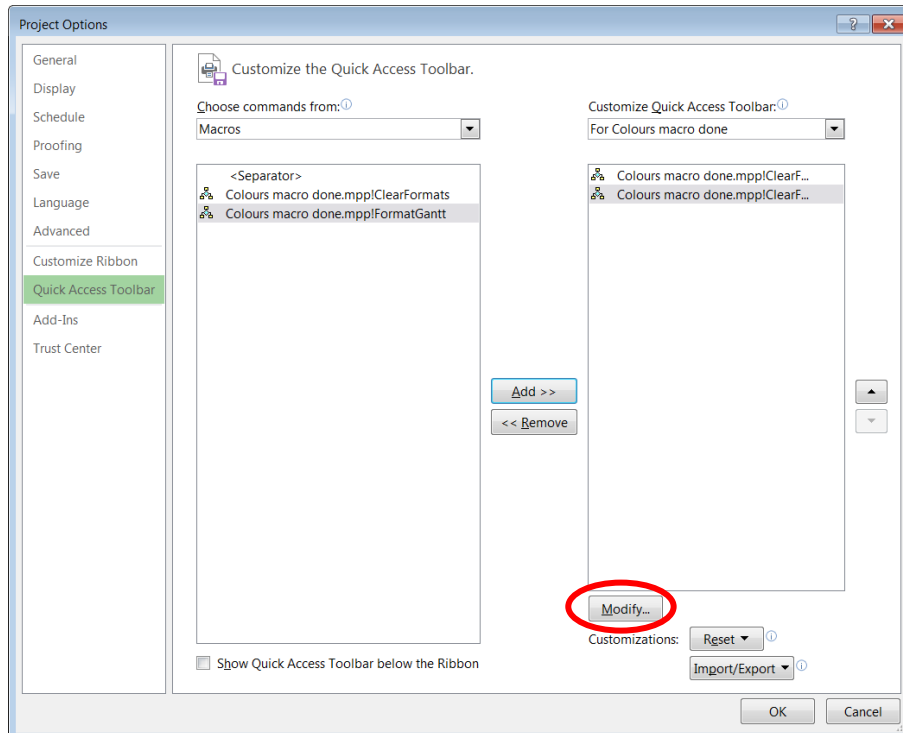 Project Options
General
Display
Schedule
Proofing
Save
Language
Advanced
Customize Ribbon
Quick Access Toolbar
Add-Ins
Trust Center
Customize the Quick Access Toolbar.
Choose commands from:
Macros
<Separator>
Colours macro done.mpp!ClearFormats
Colours macro done.mpp!FormatGantt
Show Quick Access Toolbar below the Ribbon
Add >>
<< Remove
Customize Quick Access Toolbar:
For Colours macro done
Colours macro done.mpp!ClearF...
Colours macro done.mpp!ClearF...
Modify...
Customizations: Reset
Import/Export
OK Cancel